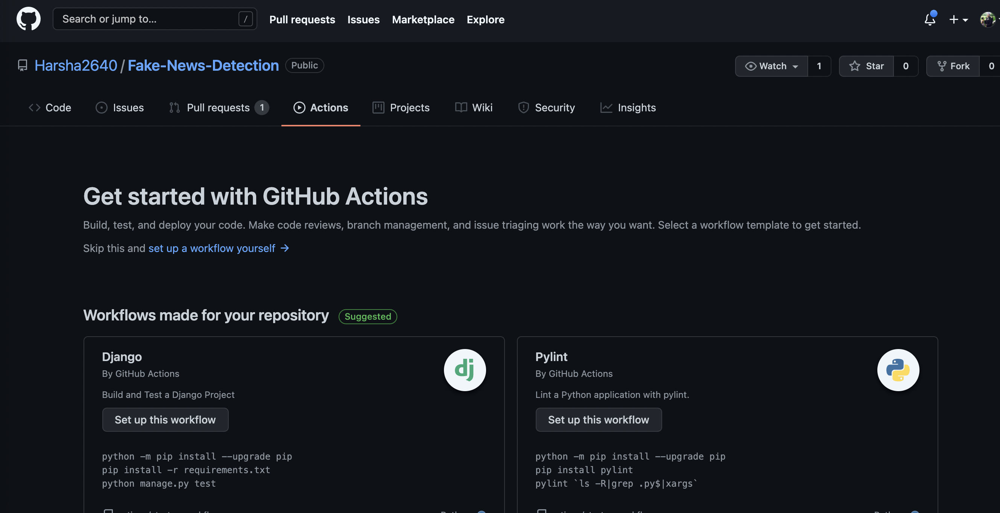 Search or jump to... /
Pull requests Issues Marketplace Explore
Harsha2640 / Fake-News-Detection Public
Watch 1 Star 0 Fork 0
Code Issues Pull requests 1 Actions Projects Wiki Security Insights
Get started with GitHub Actions
Build, test, and deploy your code. Make code reviews, branch management, and issue triaging work the way you want. Select a workflow template to get started.
Skip this and set up a workflow yourself →
Workflows made for your repository Suggested
Django
By GitHub Actions
Build and Test a Django Project
Set up this workflow
python -m pip install --upgrade pip
pip install -r requirements.txt
python manage.py test
dj
Pylint
By GitHub Actions
Lint a Python application with pylint.
Set up this workflow
python -m pip install --upgrade pip
pip install pylint
pylint `ls -R|grep .py$|xargs`